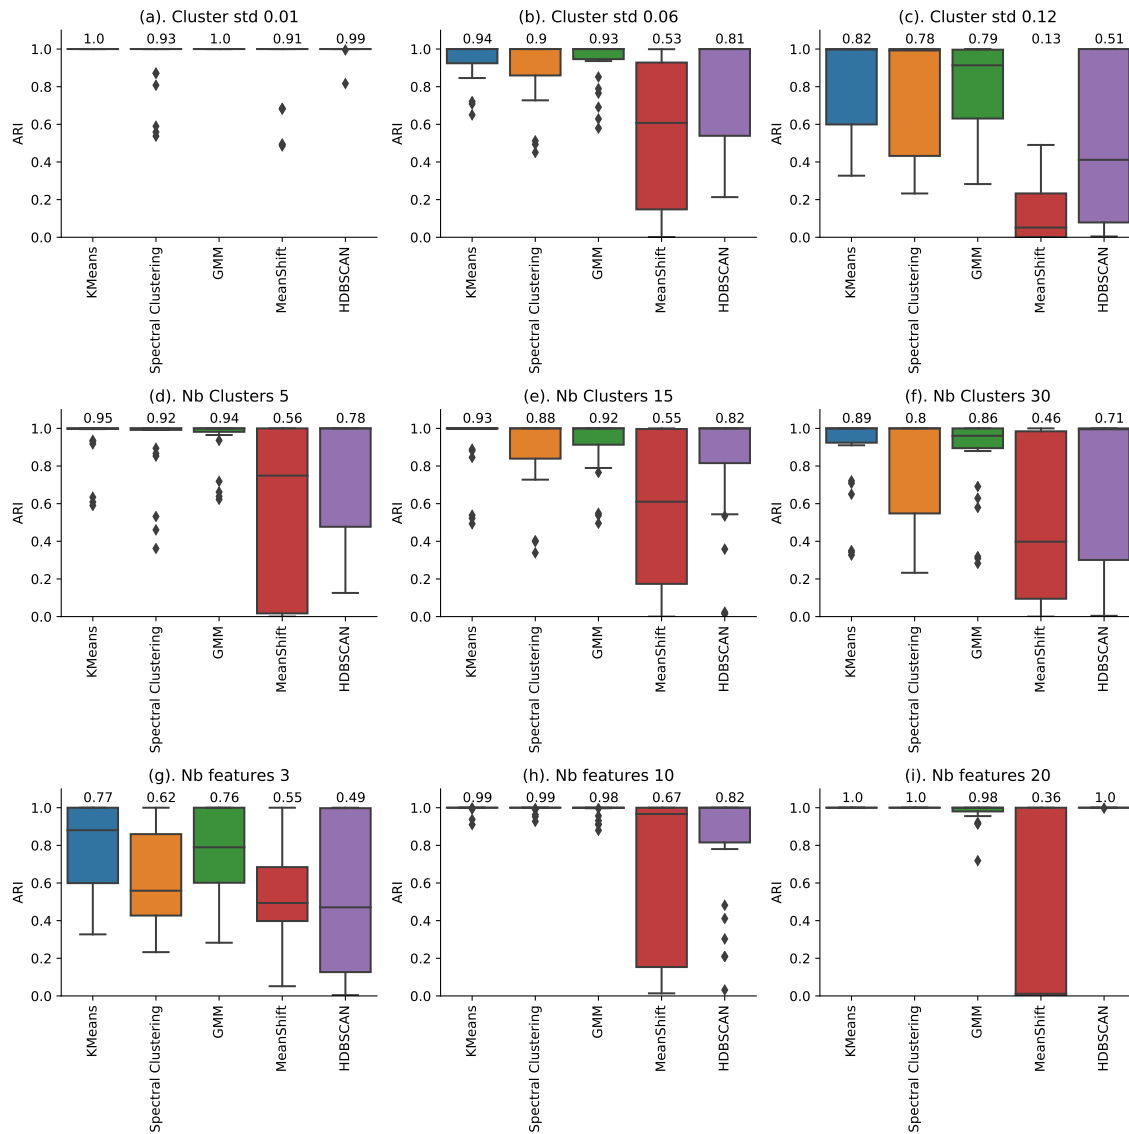 (a). Cluster std 0.01
1.0 0.93 1.0 0.91 0.99
1.0
0.8
0.6
0.4
0.2
0.0
ARI
KMeans
Spectral Clustering
GMM
MeanShift
HDBSCAN
(b). Cluster std 0.06
0.94 0.9 0.93 0.53 0.81
1.0
0.8
0.6
0.4
0.2
0.0
ARI
KMeans
Spectral Clustering
GMM
MeanShift
HDBSCAN
(c). Cluster std 0.12
0.82 0.78 0.79 0.13 0.51
1.0
0.8
0.6
0.4
0.2
0.0
ARI
KMeans
Spectral Clustering
GMM
MeanShift
HDBSCAN
(d). Nb Clusters 5
0.95 0.92 0.94 0.56 0.78
1.0
0.8
0.6
0.4
0.2
0.0
ARI
KMeans
Spectral Clustering
GMM
MeanShift
HDBSCAN
(e). Nb Clusters 15
0.93 0.88 0.92 0.55 0.82
1.0
0.8
0.6
0.4
0.2
0.0
ARI
KMeans
Spectral Clustering
GMM
MeanShift
HDBSCAN
(f). Nb Clusters 30
0.89 0.8 0.86 0.46 0.71
1.0
0.8
0.6
0.4
0.2
0.0
ARI
KMeans
Spectral Clustering
GMM
MeanShift
HDBSCAN
(g). Nb features 3
0.77 0.62 0.76 0.55 0.49
1.0
0.8
0.6
0.4
0.2
0.0
ARI
KMeans
Spectral Clustering
GMM
MeanShift
HDBSCAN
(h). Nb features 10
0.99 0.99 0.98 0.67 0.82
1.0
0.8
0.6
0.4
0.2
0.0
ARI
KMeans
Spectral Clustering
GMM
MeanShift
HDBSCAN
(i). Nb features 20
1.0 1.0 0.98 0.36 1.0
1.0
0.8
0.6
0.4
0.2
0.0
ARI
KMeans
Spectral Clustering
GMM
MeanShift
HDBSCAN